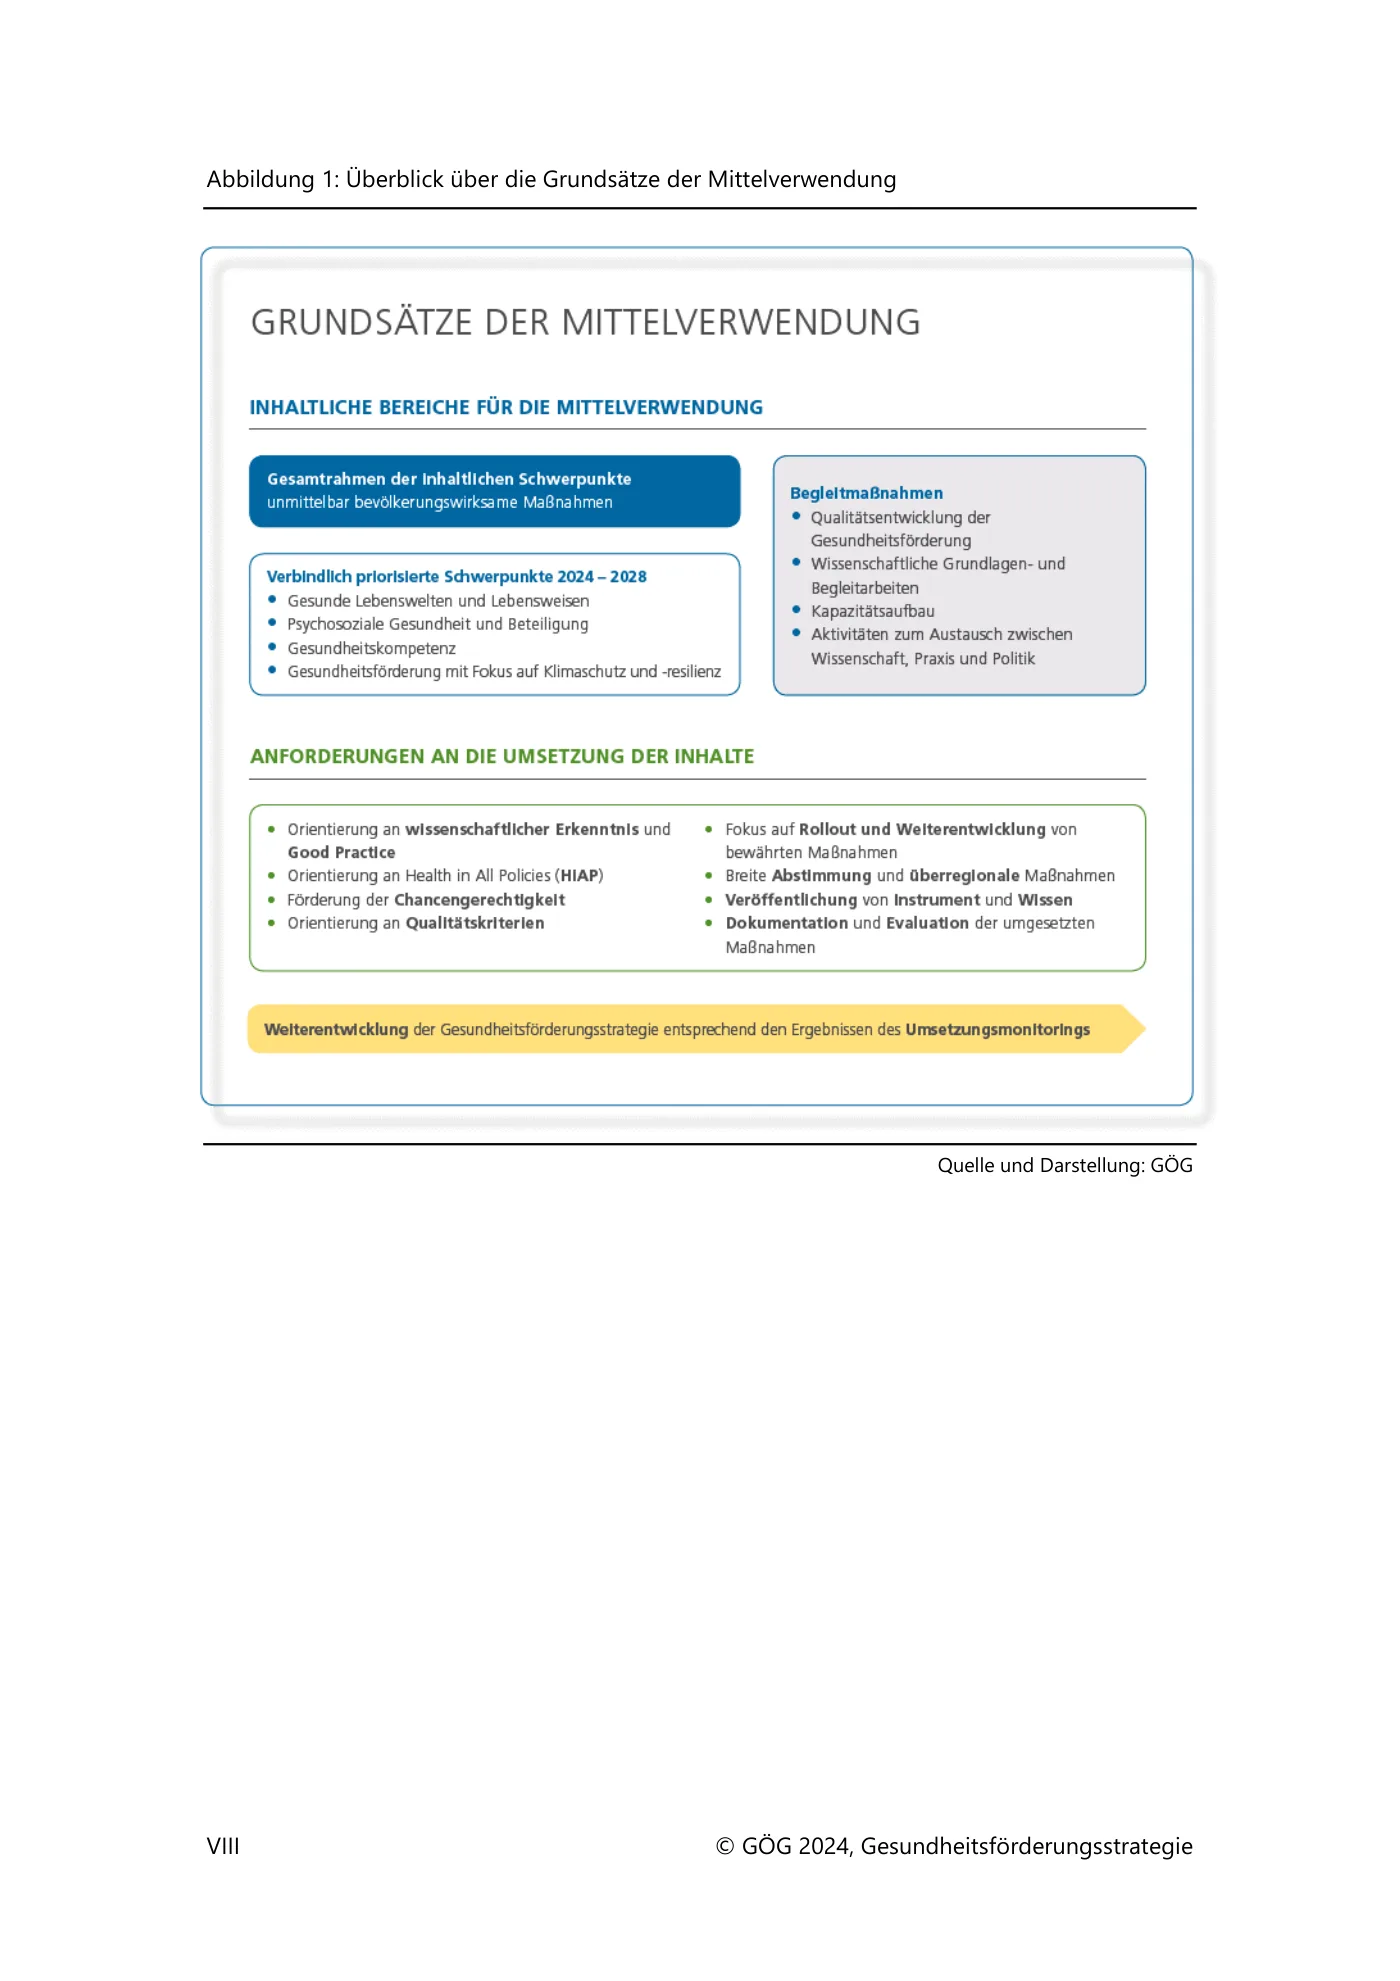 Abbildung 1: Überblick über die Grundsätze der Mittelverwendung
GRUNDSÄTZE DER MITTELVERWENDUNG
INHALTLICHE BEREICHE FÜR DIE MITTELVERWENDUNG
Gesamtrahmen der inhaltlichen Schwerpunkte
unmittelbar bevölkerungswirksame Maßnahmen
Verbindlich priorisierte Schwerpunkte 2024 – 2028
• Gesunde Lebenswelten und Lebensweisen
• Psychosoziale Gesundheit und Beteiligung
• Gesundheitskompetenz
• Gesundheitsförderung mit Fokus auf Klimaschutz und -resilienz
Begleitmaßnahmen
• Qualitätsentwicklung der
Gesundheitsförderung
• Wissenschaftliche Grundlagen- und
Begleitarbeiten
• Kapazitätsaufbau
• Aktivitäten zum Austausch zwischen
Wissenschaft, Praxis und Politik
ANFORDERUNGEN AN DIE UMSETZUNG DER INHALTE
• Orientierung an wissenschaftlicher Erkenntnis und
Good Practice
• Orientierung an Health in All Policies (HiAP)
• Förderung der Chancengerechtigkeit
• Orientierung an Qualitätskriterien
• Fokus auf Rollout und Weiterentwicklung von
bewährten Maßnahmen
• Breite Abstimmung und überregionale Maßnahmen
• Veröffentlichung von Instrument und Wissen
• Dokumentation und Evaluation der umgesetzten
Maßnahmen
Weiterentwicklung der Gesundheitsförderungsstrategie entsprechend den Ergebnissen des Umsetzungsmonitorings
Quelle und Darstellung: GÖG
VIII
© GÖG 2024, Gesundheitsförderungsstrategie